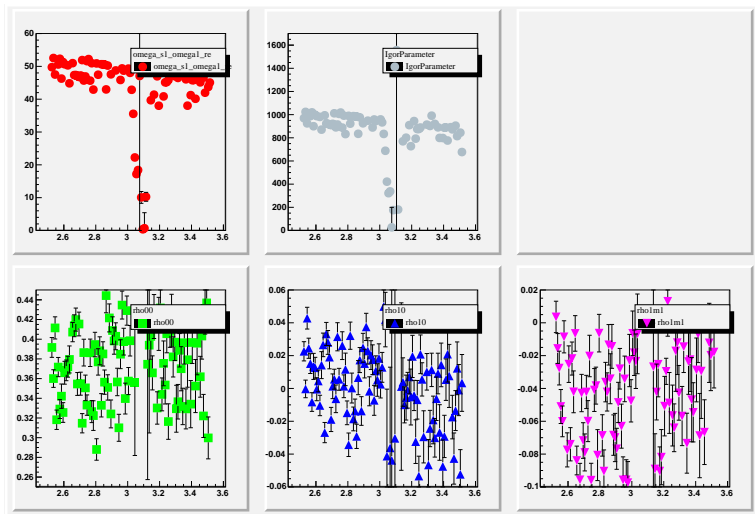 60
50
40
30
20
10
0
omega_s1_omega1_re
omega_s1_omega1_re
2.6 2.8 3 3.2 3.4 3.6
1600
1400
1200
1000
800
600
400
200
0
IgorParameter
IgorParameter
2.6 2.8 3 3.2 3.4 3.6
0.44
0.42
0.4
0.38
0.36
0.34
0.32
0.3
0.28
0.26
rho00
rho00
2.6 2.8 3 3.2 3.4 3.6
0.06
0.04
0.02
0
-0.02
-0.04
-0.06
rho10
rho10
2.6 2.8 3 3.2 3.4 3.6
0.02
0
-0.02
-0.04
-0.06
-0.08
-0.1
rho1m1
rho1m1
2.6 2.8 3 3.2 3.4 3.6